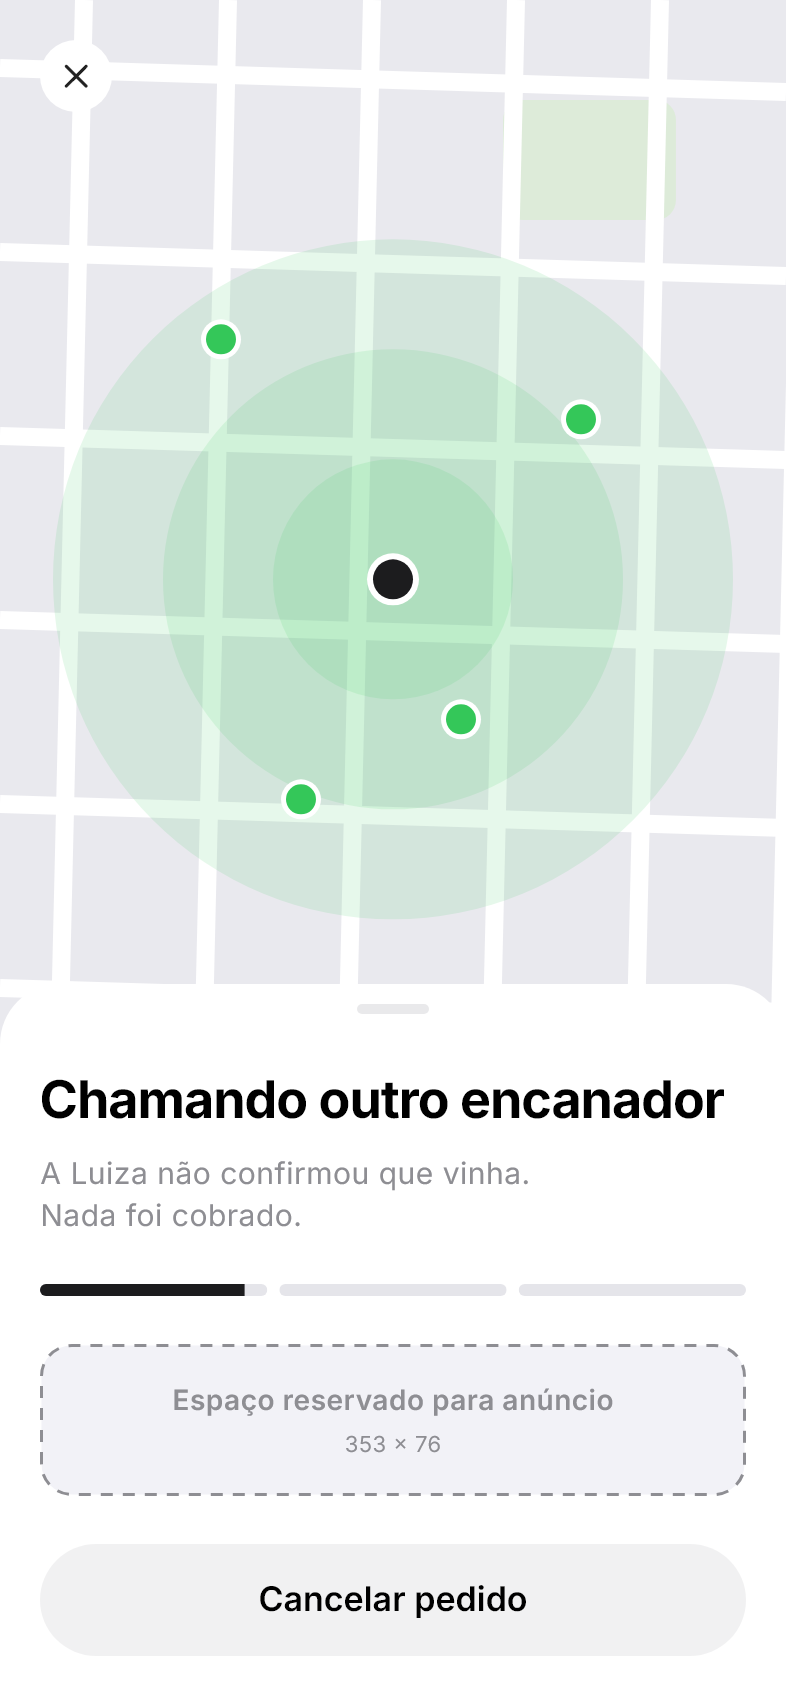 Chamando outro encanador
A Luiza não confirmou que vinha.
Nada foi cobrado.
Espaço reservado para anúncio
353 × 76
Cancelar pedido